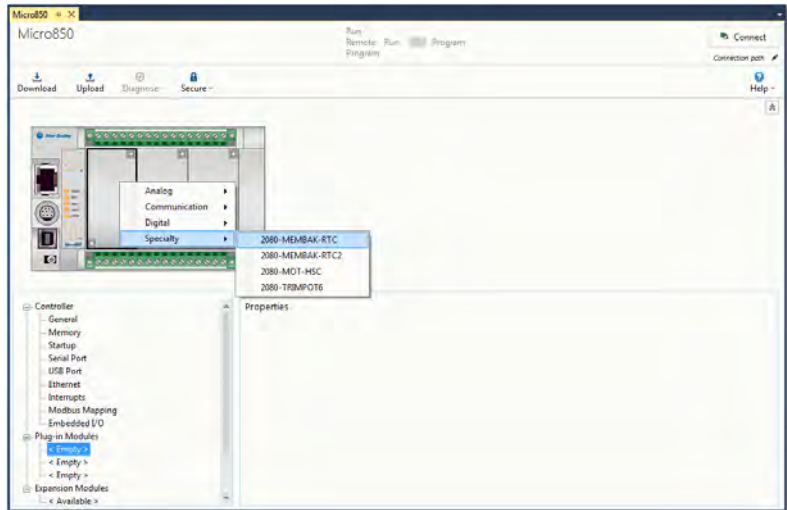 Micro850
Micro850
Run
Remote Run Program
Program
Connect
Connection path
Download Upload Diagnose Secure
Help
Allen-Bradley
Analog
Communication
Digital
Specialty
2080-MEMBAK-RTC
2080-MEMBAK-RTC2
2080-MOT-HSC
2080-TRIMPOT6
Controller
General
Memory
Startup
Serial Port
USB Port
Ethernet
Interrupts
Modbus Mapping
Embedded I/O
Plug-in Modules
< Empty >
< Empty >
< Empty >
Expansion Modules
< Available >
Properties